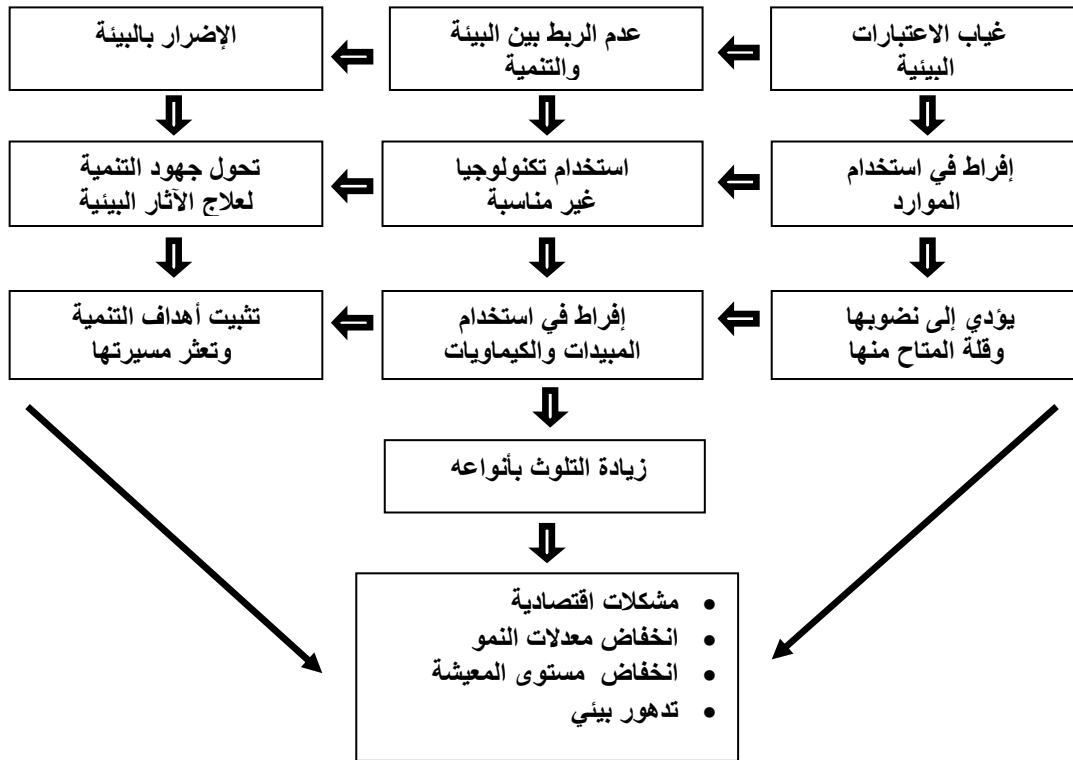 غياب الاعتبارات
البيئية
عدم الربط بين البيئة
والتنمية
الإضرار بالبيئة
إفراط في استخدام
الموارد
استخدام تكنولوجيا
غير مناسبة
تحول جهود التنمية
لعلاج الآثار البيئية
يؤدي إلى نضوبها
وقلة المتاح منها
إفراط في استخدام
المبيدات والكيماويات
تثبيت أهداف التنمية
وتعثر مسيرتها
زيادة التلوث بأنواعه
• مشكلات اقتصادية
• انخفاض معدلات النمو
• انخفاض مستوى المعيشة
• تدهور بيئي